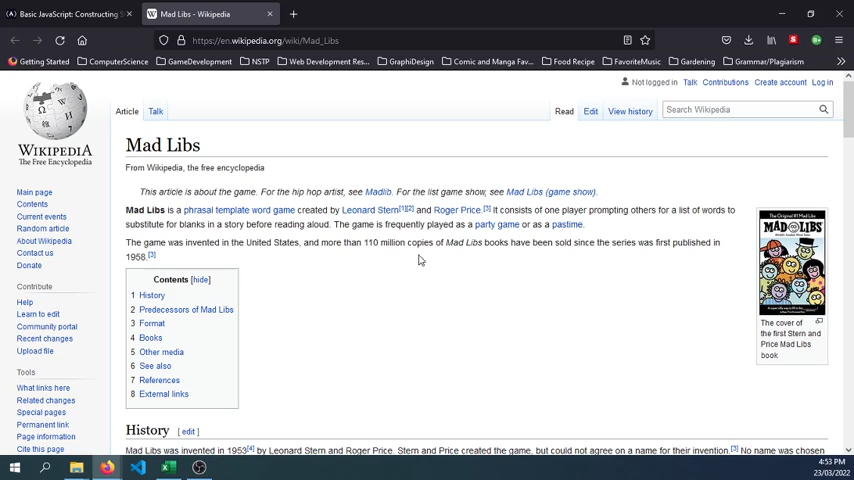 Basic JavaScript: Constructing S
Mad Libs - Wikipedia
https://en.wikipedia.org/wiki/Mad_Libs
Getting Started
ComputerScience
GameDevelopment
NSTP
Web Development Res...
GraphiDesign
Comic and Manga Fav...
Food Recipe
FavoriteMusic
Gardening
Grammar/Plagiarism
Not logged in Talk Contributions Create account Log in
WIKIPEDIA
The Free Encyclopedia
Article Talk
Read Edit View history
Search Wikipedia
Mad Libs
From Wikipedia, the free encyclopedia
This article is about the game. For the hip hop artist, see Madlib. For the list game show, see Mad Libs (game show).
Mad Libs is a phrasal template word game created by Leonard Stern[1][2] and Roger Price.[3] It consists of one player prompting others for a list of words to
substitute for blanks in a story before reading aloud. The game is frequently played as a party game or as a pastime.
The game was invented in the United States, and more than 110 million copies of Mad Libs books have been sold since the series was first published in
1958.[3]
Contents [hide]
1 History
2 Predecessors of Mad Libs
3 Format
4 Books
5 Other media
6 See also
7 References
8 External links
History [ edit ]
Mad Libs was invented in 1953[4] by Leonard Stern and Roger Price. Stern and Price created the game, but could not agree on a name for their invention.[3] No name was chosen
Main page
Contents
Current events
Random article
About Wikipedia
Contact us
Donate
Contribute
Help
Learn to edit
Community portal
Recent changes
Upload file
Tools
What links here
Related changes
Special pages
Permanent link
Page information
Cite this page
The Original #1 Mad Lib
MAD LIBS
The cover of
the first Stern and
Price Mad Libs
book
4:53 PM
23/03/2022